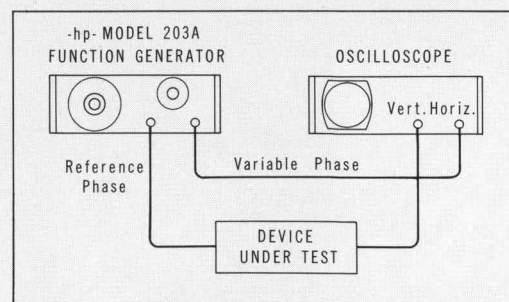 -hp- MODEL 203A
FUNCTION GENERATOR
OSCILLOSCOPE
Vert. Horiz.
Reference
Phase
Variable Phase
DEVICE
UNDER TEST